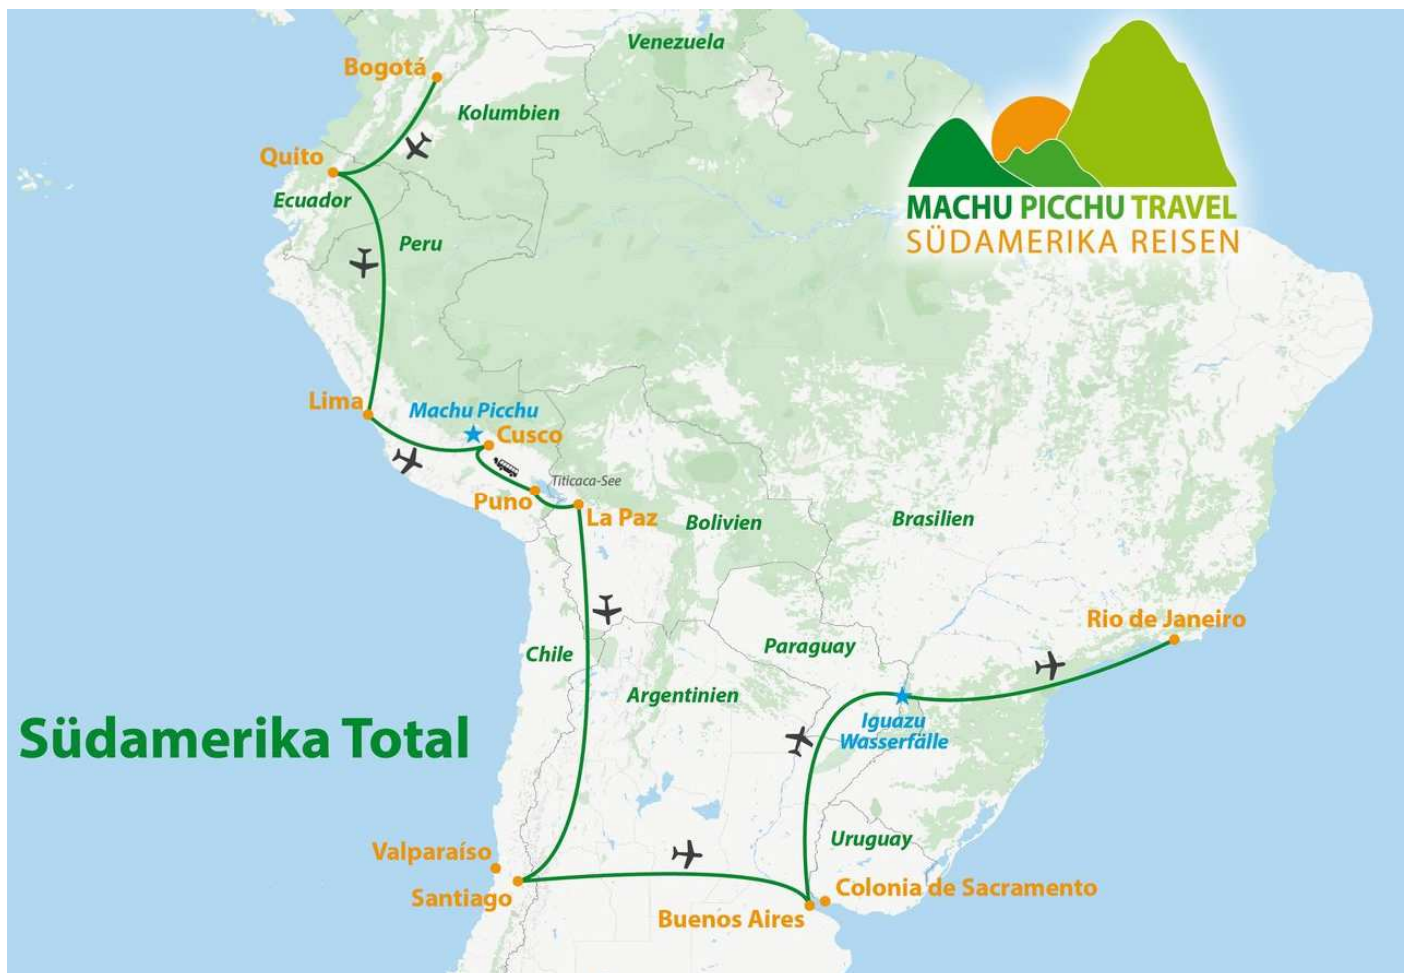 Venezuela
Bogotá
Kolumbien
Quito
Ecuador
Peru
MACHU PICCHU TRAVEL
SÜDAMERIKA REISEN
Lima
Machu Picchu
Cusco
Titicaca-See
Puno
La Paz
Bolivien
Brasilien
Rio de Janeiro
Paraguay
Chile
Argentinien
Iguazu
Wasserfälle
Südamerika Total
Uruguay
Valparaíso
Santiago
Colonia de Sacramento
Buenos Aires